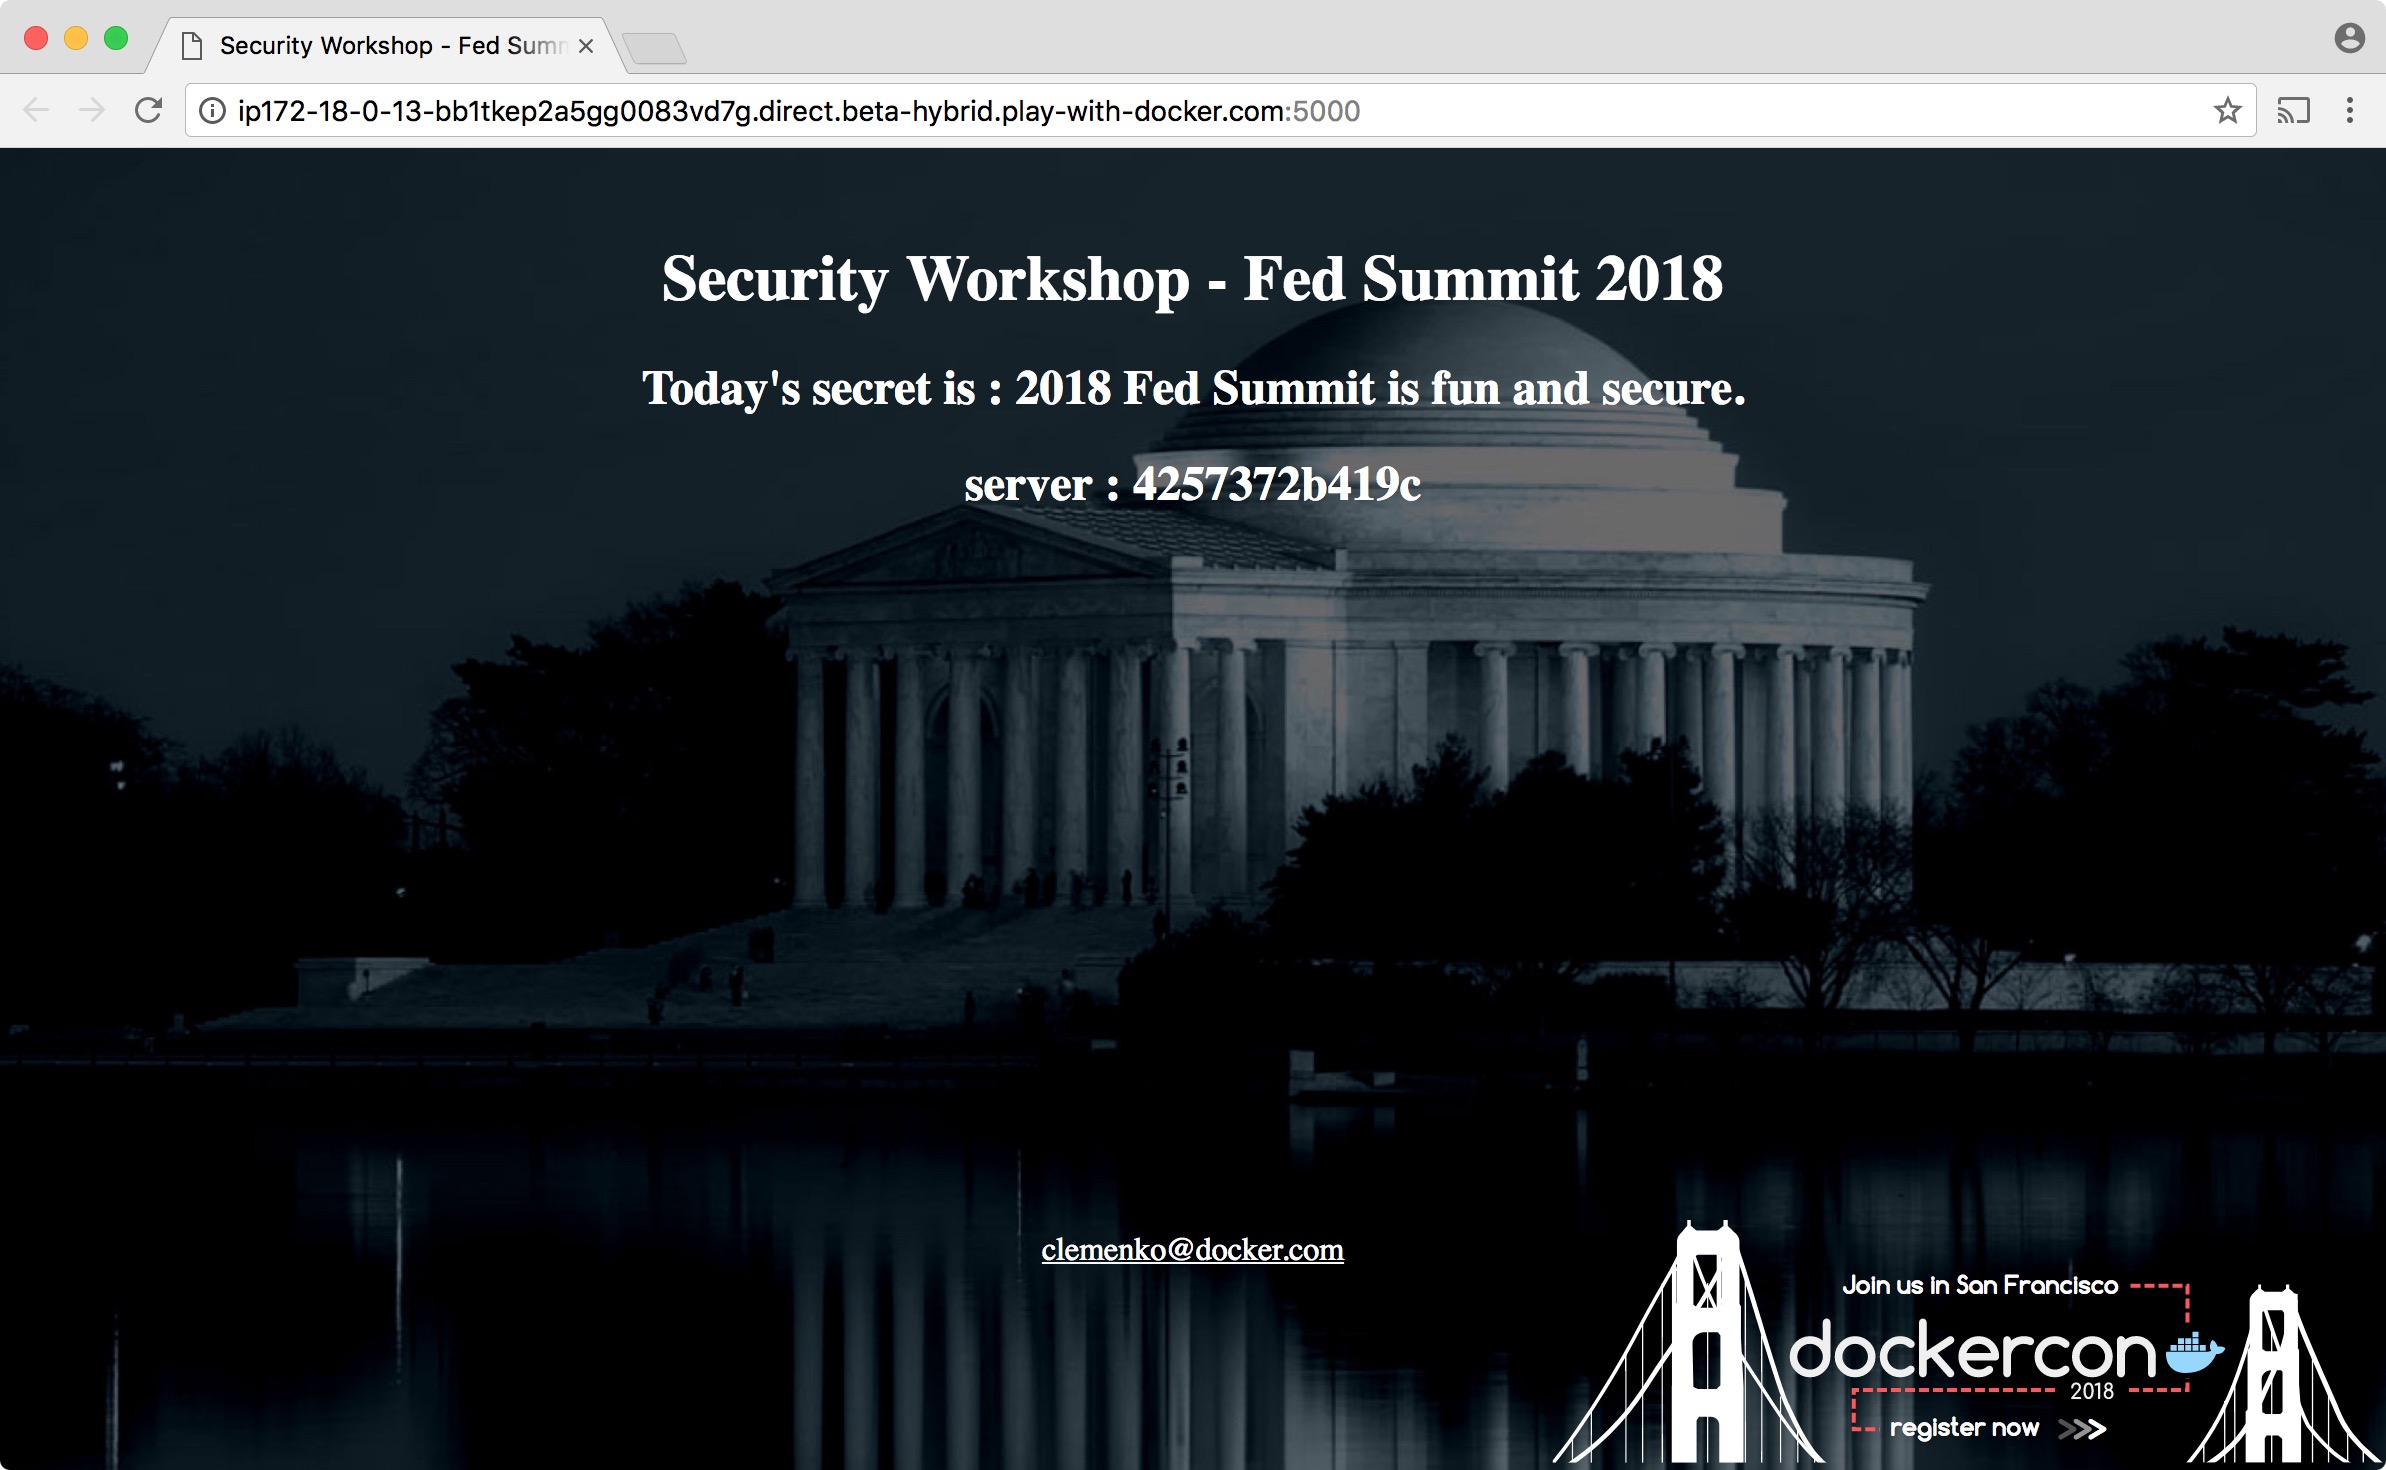 Security Workshop - Fed Sum
ip172-18-0-13-bb1tkep2a5gg0083vd7g.direct.beta-hybrid.play-with-docker.com:5000
Security Workshop - Fed Summit 2018
Today's secret is : 2018 Fed Summit is fun and secure.
server : 4257372b419c
clemenko@docker.com
Join us in San Francisco
dockercon
2018
register now